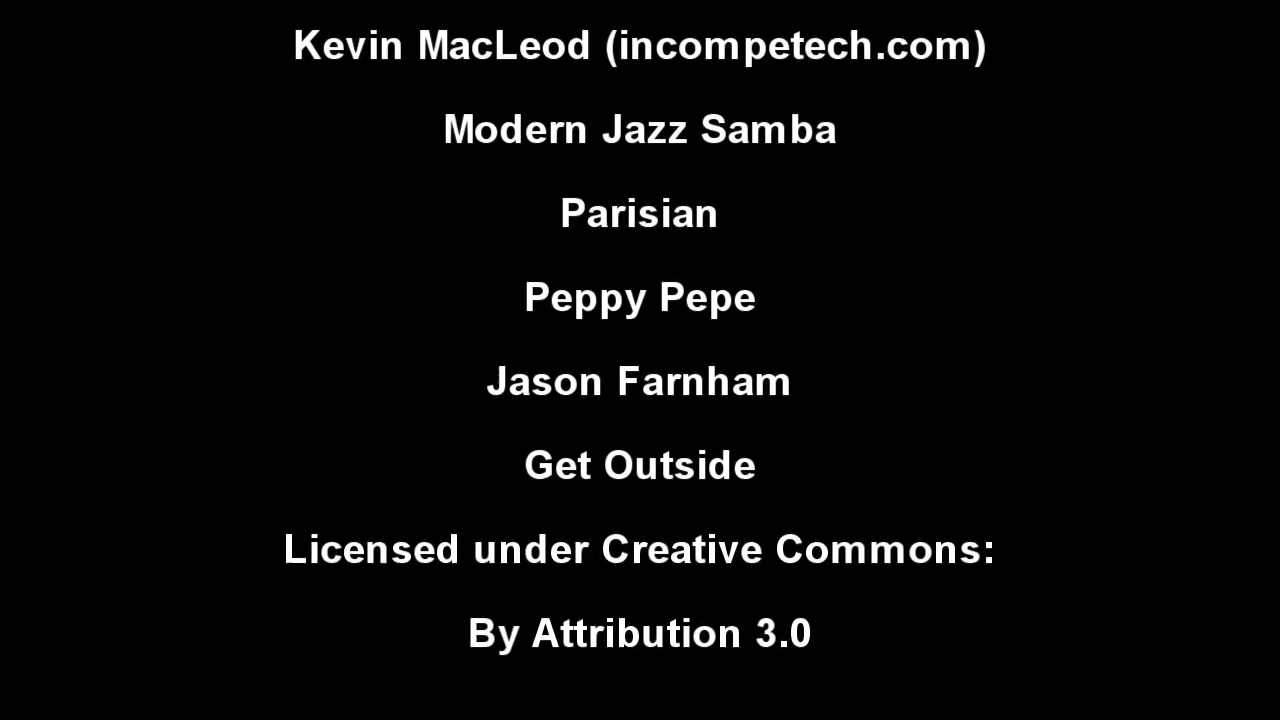 Kevin MacLeod (incompetech.com)
Modern Jazz Samba
Parisian
Peppy Pepe
Jason Farnham
Get Outside
Licensed under Creative Commons:
By Attribution 3.0